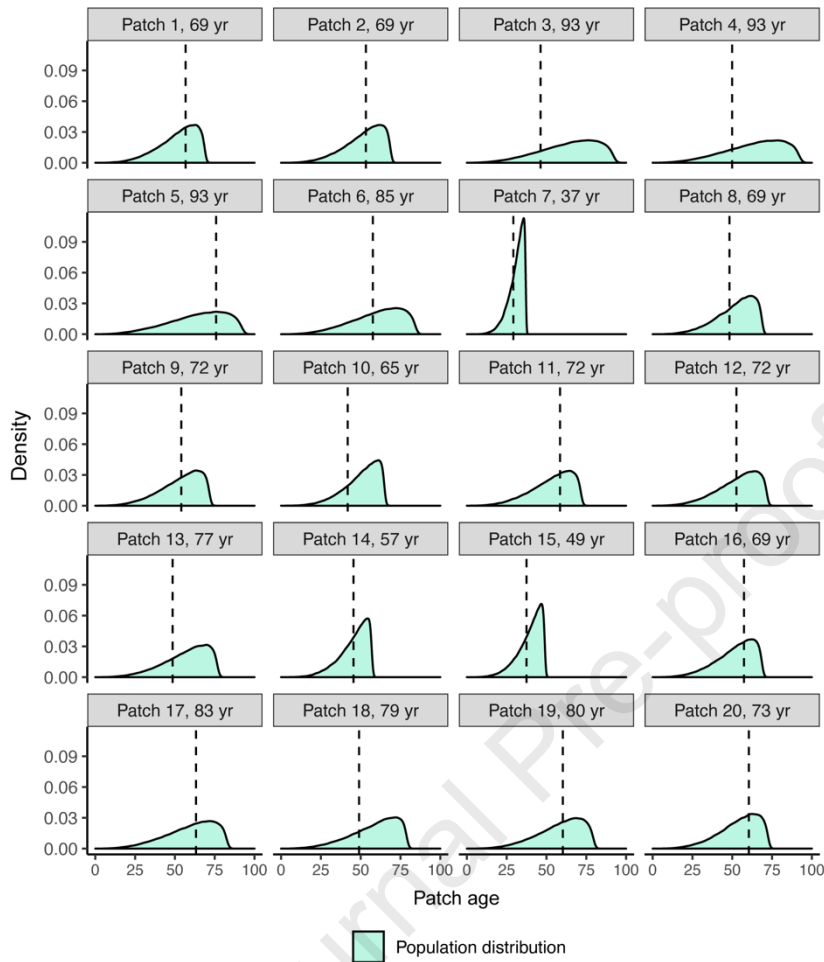 Patch 1, 69 yr
Patch 2, 69 yr
Patch 3, 93 yr
Patch 4, 93 yr
0.09
0.06
0.03
0.00
Patch 5, 93 yr
Patch 6, 85 yr
Patch 7, 37 yr
Patch 8, 69 yr
0.09
0.06
0.03
0.00
Patch 9, 72 yr
Patch 10, 65 yr
Patch 11, 72 yr
Patch 12, 72 yr
0.09
0.06
0.03
0.00
Density
Patch 13, 77 yr
Patch 14, 57 yr
Patch 15, 49 yr
Patch 16, 69 yr
0.09
0.06
0.03
0.00
Patch 17, 83 yr
Patch 18, 79 yr
Patch 19, 80 yr
Patch 20, 73 yr
0.09
0.06
0.03
0.00
0 25 50 75 100
0 25 50 75 100
0 25 50 75 100
0 25 50 75 100
Patch age
Population distribution
urnal Pre-proof